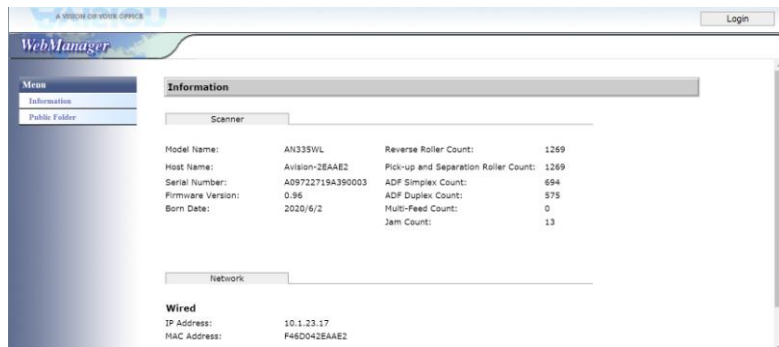 A VISION OF YOUR OFFICE
Login
WebManager
Menu
Information
Public Folder
Information
Scanner
Model Name: AN335WL Reverse Roller Count: 1269
Host Name: Avision-2EAAE2 Pick-up and Separation Roller Count: 1269
Serial Number: A09722719A390003 ADF Simplex Count: 694
Firmware Version: 0.96 ADF Duplex Count: 575
Born Date: 2020/6/2 Multi-Feed Count: 0
Jam Count: 13
Network
Wired
IP Address: 10.1.23.17
MAC Address: F46D042EAAE2